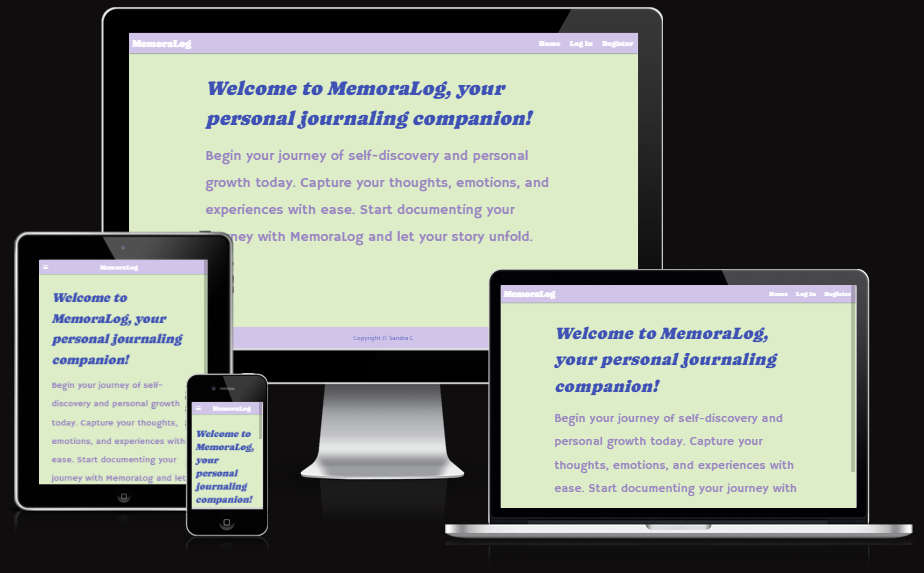 MemoraLog
Home Log In Register
Welcome to MemoraLog, your
personal journaling companion!
Begin your journey of self-discovery and personal
growth today. Capture your thoughts, emotions, and
experiences with ease. Start documenting your
ney with MemoraLog and let your story unfold.
Copyright © Sandra C
MemoraLog
Welcome to
MemoraLog, your
personal journaling
companion!
Begin your journey of self-
discovery and personal growth
today. Capture your thoughts,
emotions, and experiences with
ease. Start documenting your
journey with MemoraLog and let
MemoraLog
Welcome to
MemoraLog,
your
personal
journaling
companion!
MemoraLog
Home Log In Register
Welcome to MemoraLog,
your personal journaling
companion!
Begin your journey of self-discovery and
personal growth today. Capture your
thoughts, emotions, and experiences with
ease. Start documenting your journey with